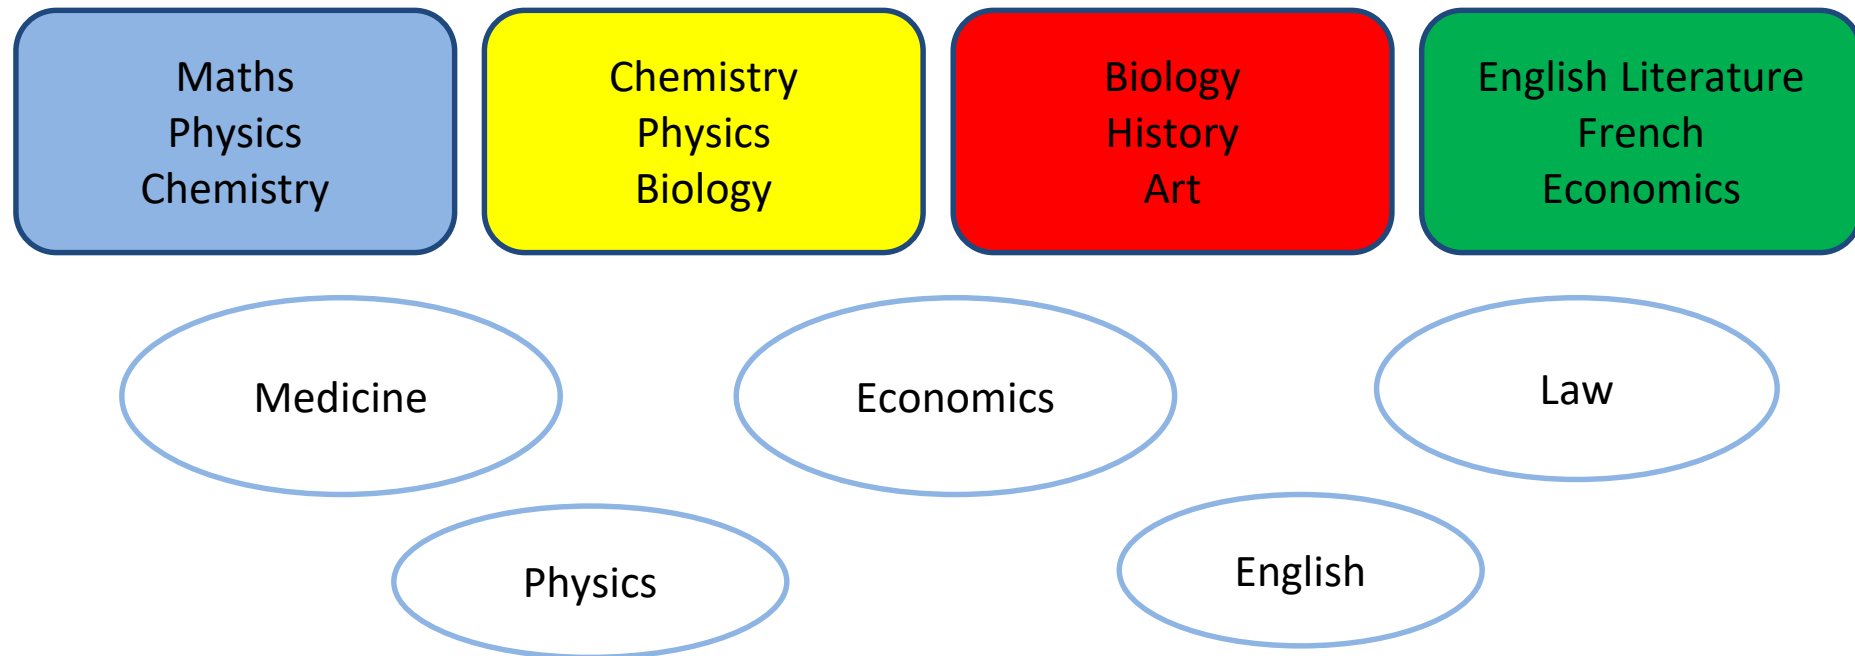 Maths
Physics
Chemistry
Chemistry
Physics
Biology
Biology
History
Art
English Literature
French
Economics
Medicine
Economics
Law
Physics
English